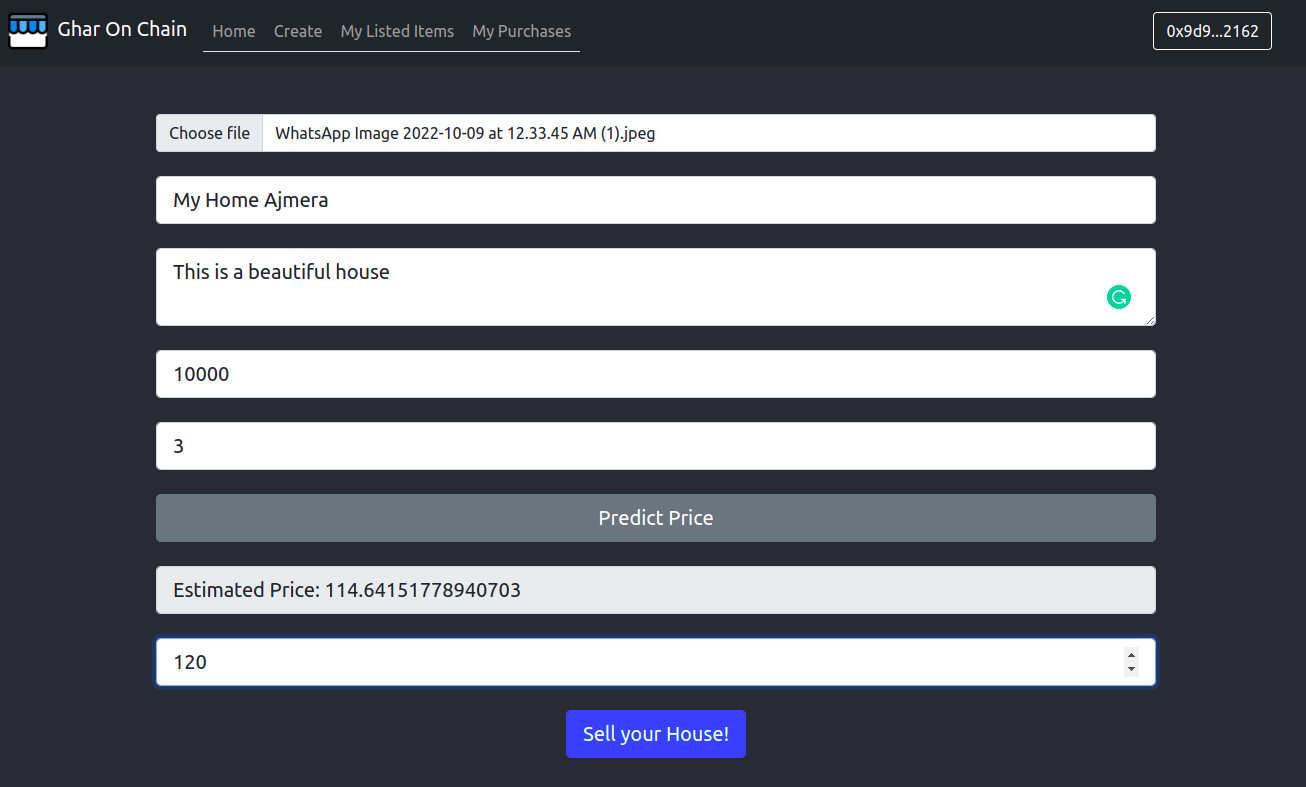 Ghar On Chain Home Create My Listed Items My Purchases 0x9d9...2162
Choose file WhatsApp Image 2022-10-09 at 12.33.45 AM (1).jpeg
My Home Ajmera
This is a beautiful house
10000
3
Predict Price
Estimated Price: 114.64151778940703
120
Sell your House!